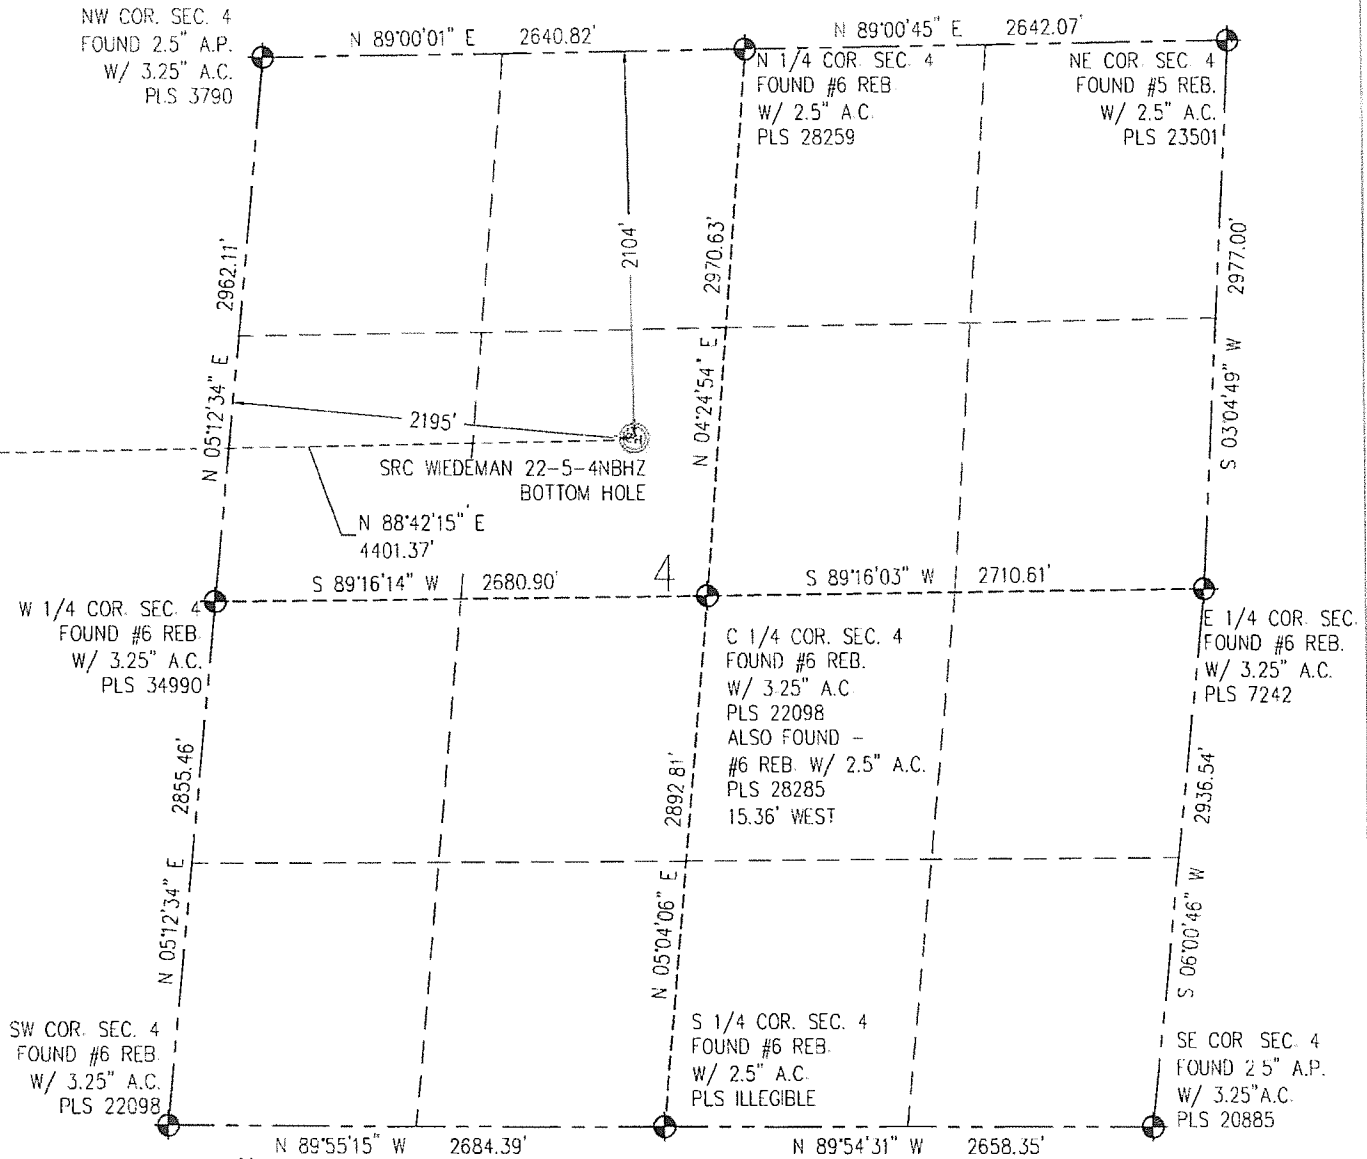 NW COR. SEC. 4
FOUND 2.5" A.P.
W/ 3.25" A.C.
PLS 3790
N 89°00'01" E 2640.82'
N 89°00'45" E 2642.07'
N 1/4 COR. SEC. 4
FOUND #6 REB.
W/ 2.5" A.C.
PLS 28259
NE COR. SEC. 4
FOUND #5 REB.
W/ 2.5" A.C.
PLS 23501
2962.11'
N 05°12'34" E
2104'
2970.63'
N 04°24'54" E
2977.00'
S 03°04'49" W
2195'
SRC WIEDEMAN 22-5-4NBHZ
BOTTOM HOLE
N 88°42'15" E
4401.37'
S 89°16'14" W 2680.90'
4
S 89°16'03" W 2710.61'
W 1/4 COR. SEC. 4
FOUND #6 REB.
W/ 3.25" A.C.
PLS 34990
C 1/4 COR. SEC. 4
FOUND #6 REB.
W/ 3.25" A.C.
PLS 22098
ALSO FOUND -
#6 REB. W/ 2.5" A.C.
PLS 28285
15.36' WEST
E 1/4 COR. SEC.
FOUND #6 REB.
W/ 3.25" A.C.
PLS 7242
2855.46'
N 05°12'34" E
2892.81'
N 05°04'06" E
2936.54'
S 06°00'46" W
SW COR. SEC. 4
FOUND #6 REB.
W/ 3.25" A.C.
PLS 22098
S 1/4 COR. SEC. 4
FOUND #6 REB.
W/ 2.5" A.C.
PLS ILLEGIBLE
SE COR. SEC. 4
FOUND 2.5" A.P.
W/ 3.25"A.C.
PLS 20885
N 89°55'15" W 2684.39'
N 89°54'31" W 2658.35'